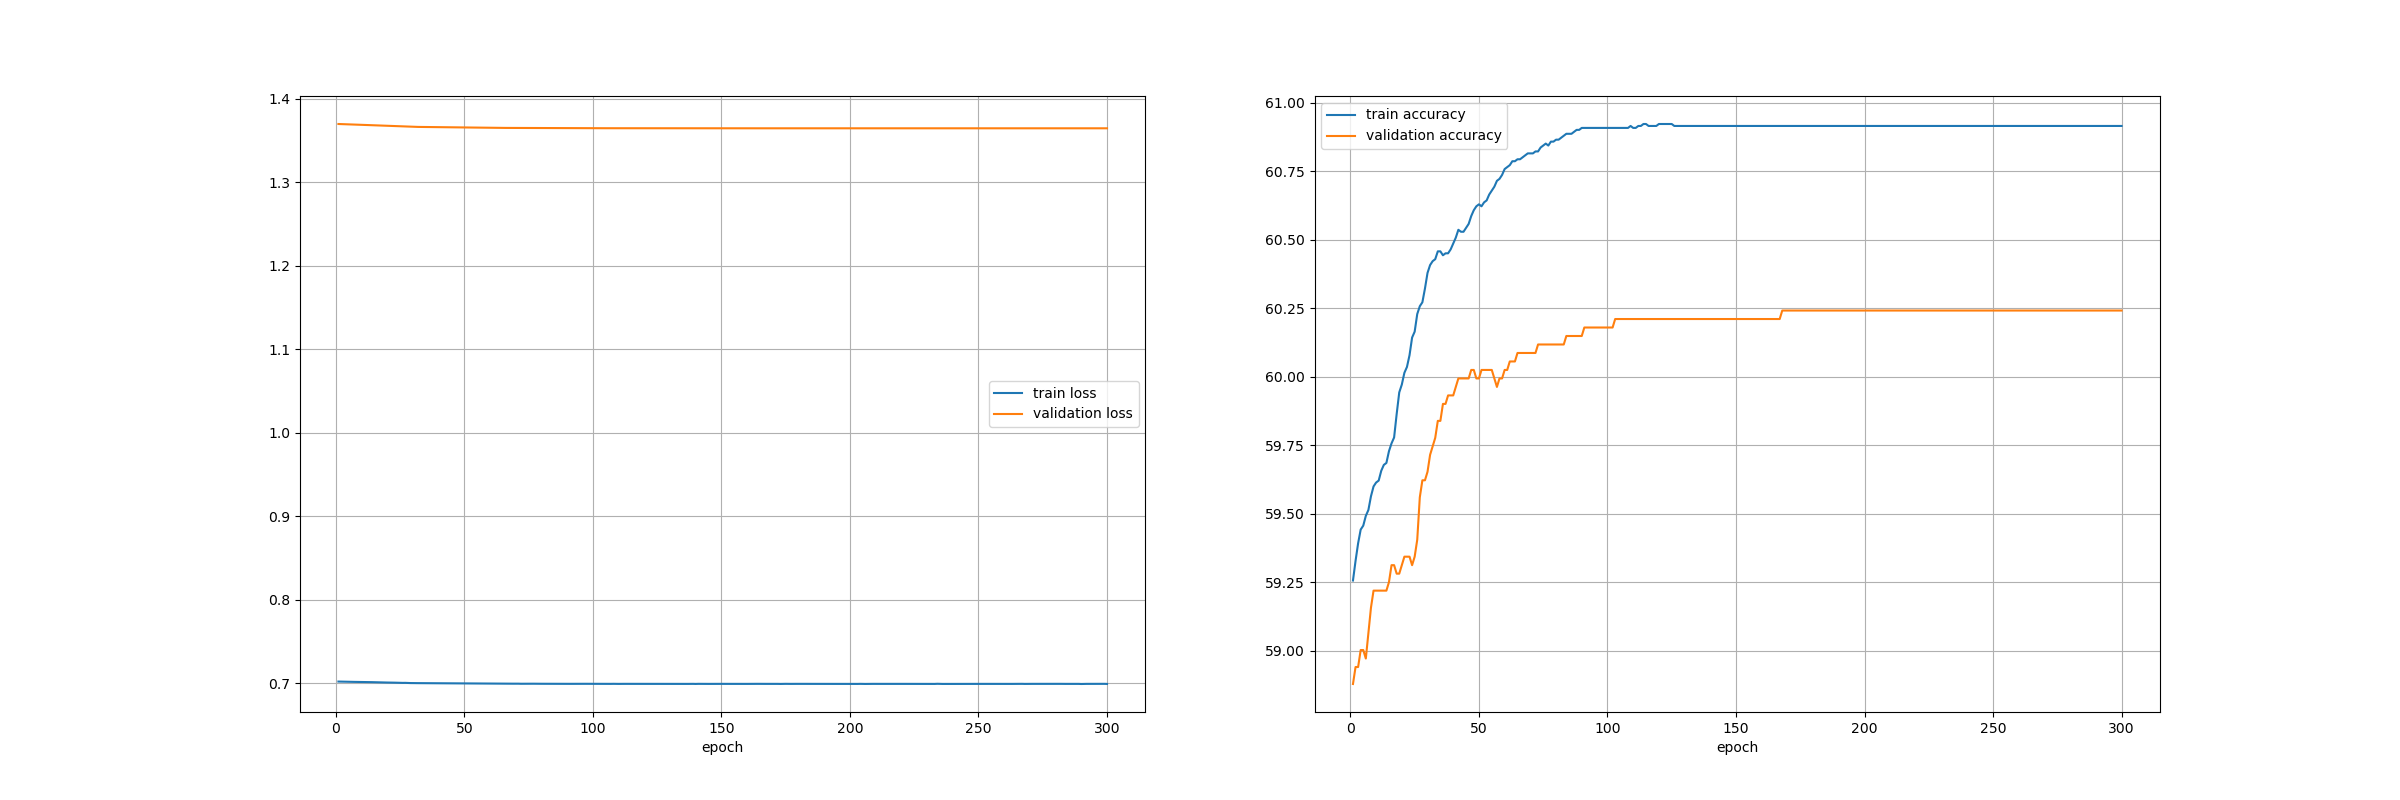 1.4
1.3
1.2
1.1
1.0
0.9
0.8
0.7
0 50 100 150 200 250 300
epoch
train loss
validation loss
61.00
60.75
60.50
60.25
60.00
59.75
59.50
59.25
59.00
0 50 100 150 200 250 300
epoch
train accuracy
validation accuracy